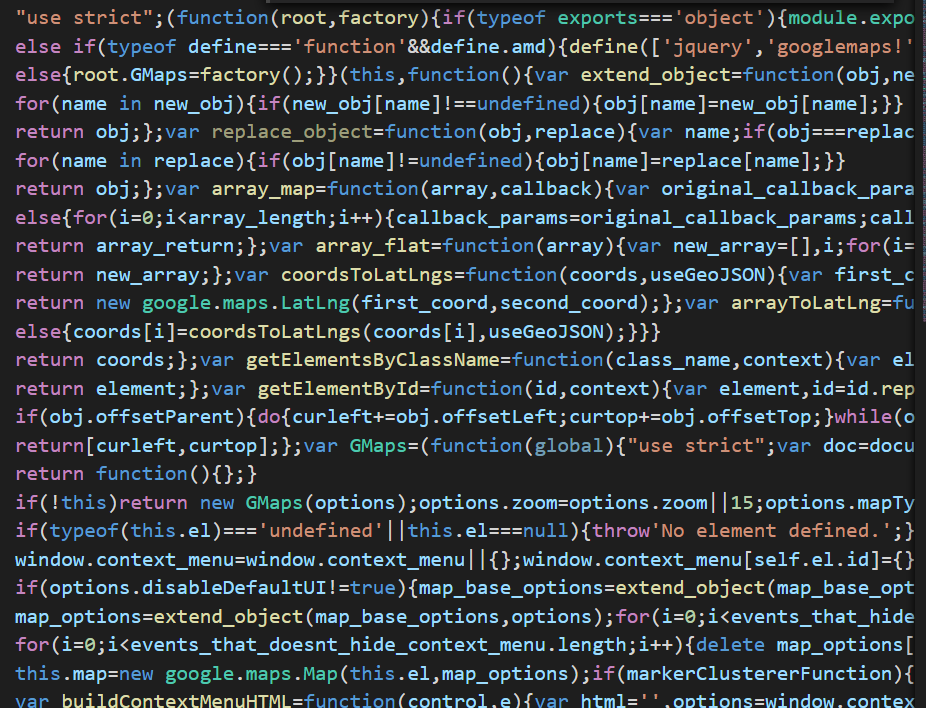 "use strict";(function(root,factory){if(typeof exports==='object'){module.expo
else if(typeof define==='function'&&define.amd){define(['jquery','googlemaps!'
else{root.GMaps=factory();}}(this,function(){var extend_object=function(obj,ne
for(name in new_obj){if(new_obj[name]!==undefined){obj[name]=new_obj[name];}}
return obj;};var replace_object=function(obj,replace){var name;if(obj===replac
for(name in replace){if(obj[name]!=undefined){obj[name]=replace[name];}}
return obj;};var array_map=function(array,callback){var original_callback_para
else{for(i=0;i<array_length;i++){callback_params=original_callback_params;call
return array_return;};var array_flat=function(array){var new_array=[],i;for(i=
return new_array;};var coordsToLatLngs=function(coords,useGeoJSON){var first_c
return new google.maps.LatLng(first_coord,second_coord);};var arrayToLatLng=fu
else{coords[i]=coordsToLatLngs(coords[i],useGeoJSON);}}}
return coords;};var getElementsByClassName=function(class_name,context){var el
return element;};var getElementById=function(id,context){var element,id=id.rep
if(obj.offsetParent){do{curleft+=obj.offsetLeft;curtop+=obj.offsetTop;}while(o
return[curleft,curtop];};var GMaps=(function(global){"use strict";var doc=docu
return function(){};}
if(!this)return new GMaps(options);options.zoom=options.zoom||15;options.mapTy
if(typeof(this.el)==='undefined'||this.el===null){throw'No element defined.';}
window.context_menu=window.context_menu||{};window.context_menu[self.el.id]={}
if(options.disableDefaultUI!=true){map_base_options=extend_object(map_base_opt
map_options=extend_object(map_base_options,options);for(i=0;i<events_that_hide
for(i=0;i<events_that_doesnt_hide_context_menu.length;i++){delete map_options[
this.map=new google.maps.Map(this.el,map_options);if(markerClustererFunction){
var buildContextMenuHTML=function(control,e){var html='',options=window.contex